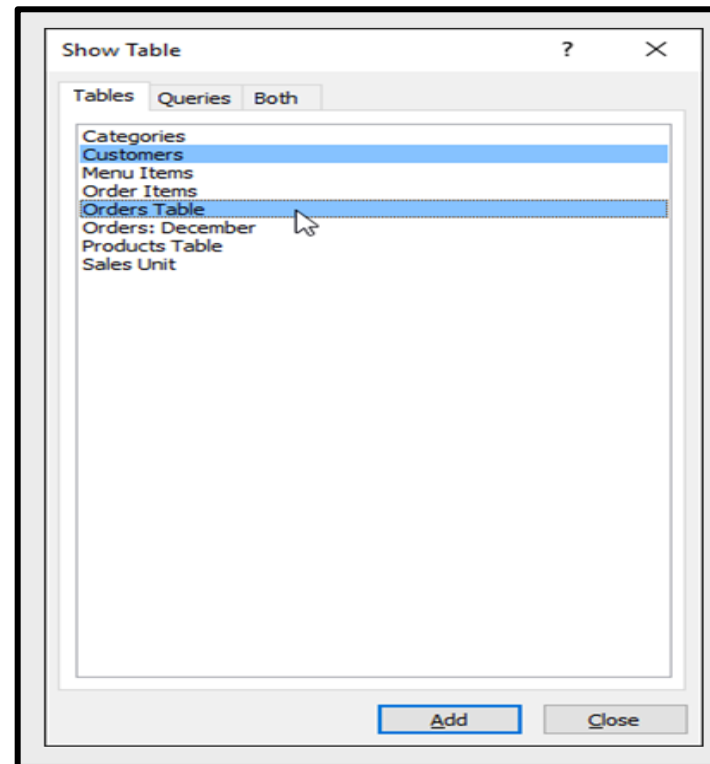 Show Table ?
Tables Queries Both
Categories
Customers
Menu Items
Order Items
Orders Table
Orders: December
Products Table
Sales Unit
Add Close